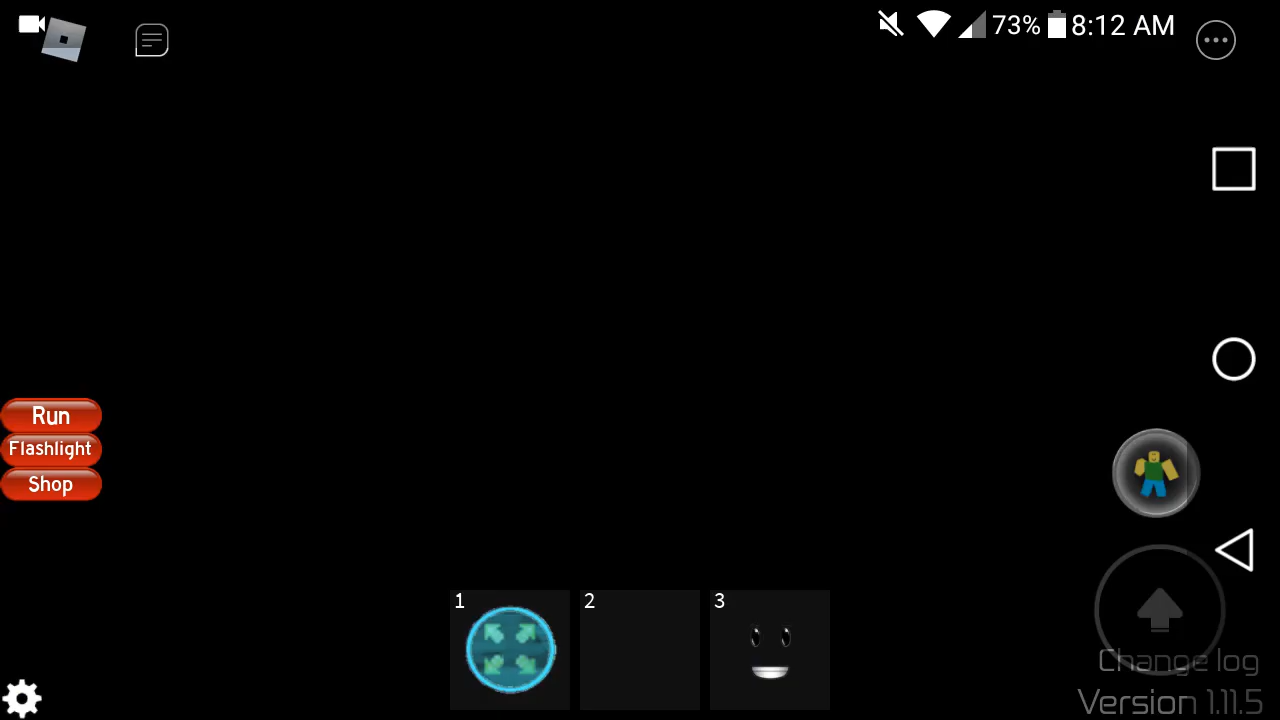 73% 8:12 AM
Run
Flashlight
Shop
1
2
3
Change log
Version 1.11.5